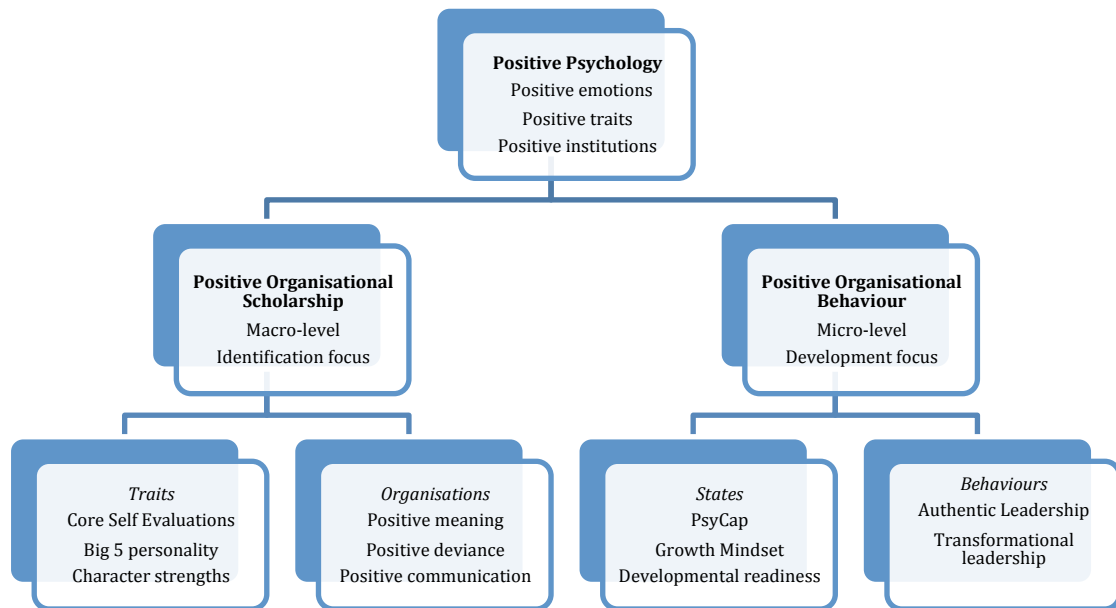 Positive Psychology
Positive emotions
Positive traits
Positive institutions
Positive Organisational
Scholarship
Macro-level
Identification focus
Positive Organisational
Behaviour
Micro-level
Development focus
Traits
Core Self Evaluations
Big 5 personality
Character strengths
Organisations
Positive meaning
Positive deviance
Positive communication
States
PsyCap
Growth Mindset
Developmental readiness
Behaviours
Authentic Leadership
Transformational
leadership